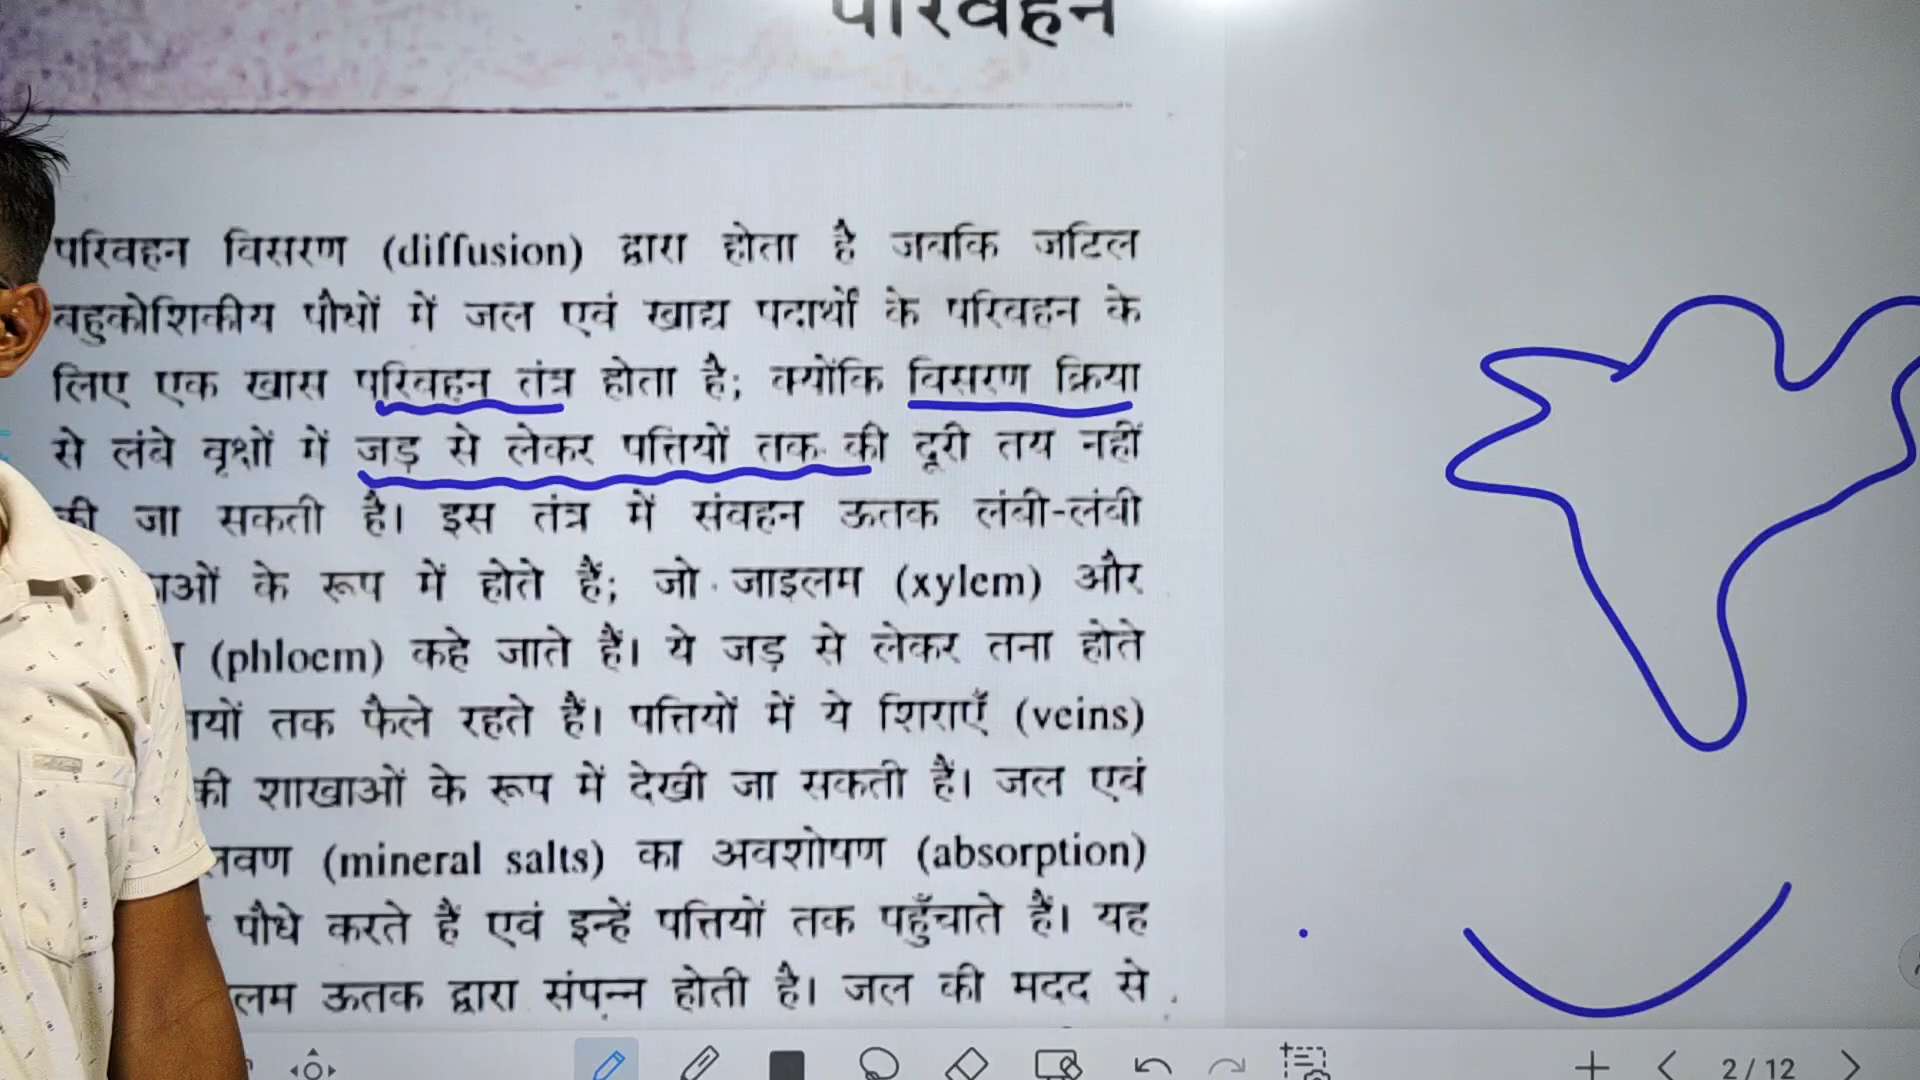 परिवहन
परिवहन विसरण (diffusion) द्वारा होता है जबकि जटिल
बहुकोशिकीय पौधों में जल एवं खाद्य पदार्थों के परिवहन के
लिए एक खास परिवहन तंत्र होता है; क्योंकि विसरण क्रिया
से लंबे वृक्षों में जड़ से लेकर पत्तियों तक की दूरी तय नहीं
की जा सकती है। इस तंत्र में संवहन ऊतक लंबी-लंबी
के रूप में होते हैं; जो जाइलम (xylem) और
(phloem) कहे जाते हैं। ये जड़ से लेकर तना होते
तक फैले रहते हैं। पत्तियों में ये शिराएँ (veins)
की शाखाओं के रूप में देखी जा सकती हैं। जल एवं
(mineral salts) का अवशोषण (absorption)
पौधे करते हैं एवं इन्हें पत्तियों तक पहुँचाते हैं। यह
ऊतक द्वारा संपन्न होती है। जल की मदद से
2/12